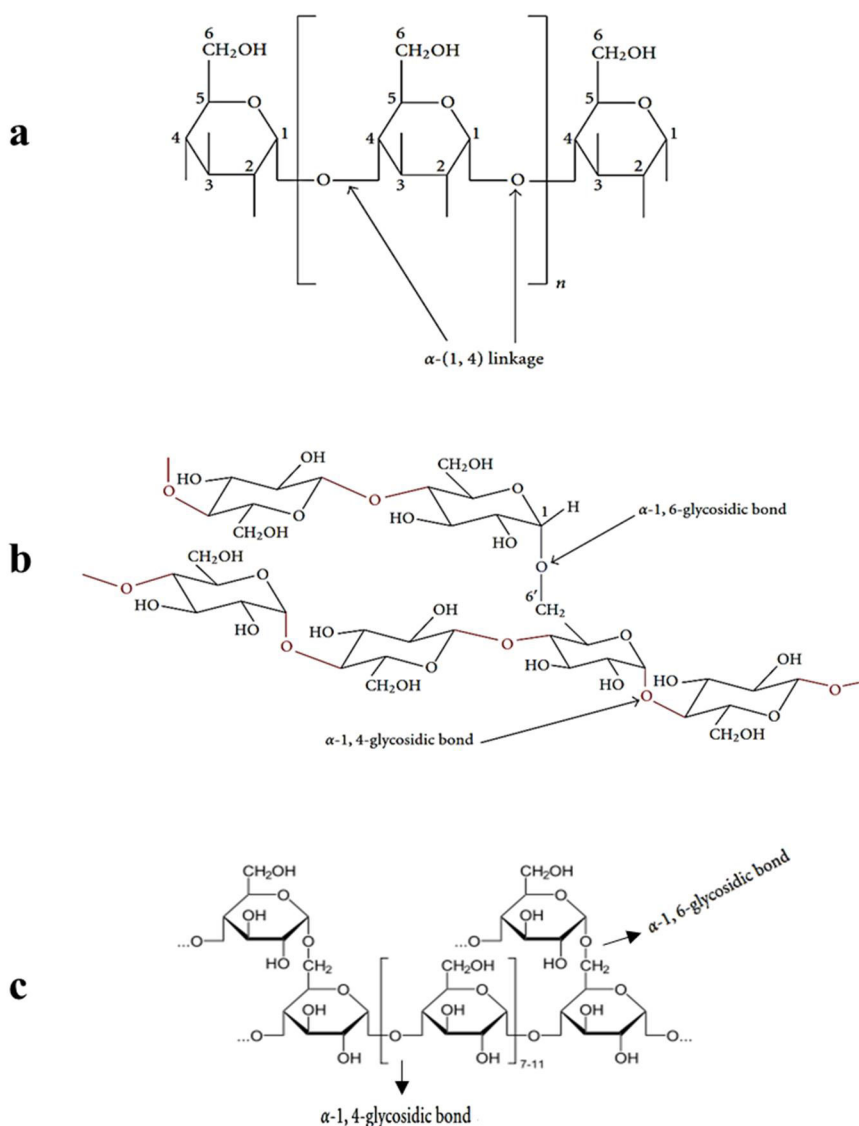 a
6 6 6
CH₂OH CH₂OH CH₂OH
5 O 5 O 5 O
4 1 4 1 4 1
2 2 2
3 3 3
O O
n
α-(1, 4) linkage
b
OH
HO
O
O
CH₂OH
O
CH₂OH
O
HO
HO
1
H
α-1, 6-glycosidic bond
O
6′
CH₂
CH₂OH
O
O
HO
HO
O
HO
OH
O
CH₂OH
O
O
HO
HO
O
HO
OH
O
O
CH₂OH
α-1, 4-glycosidic bond
c
CH₂OH CH₂OH
O O
OH OH
...O ...O
HO HO
O O
α-1, 6-glycosidic bond
CH₂ CH₂OH CH₂
O O O
OH OH OH
...O O O O...
OH OH OH
7-11
α-1, 4-glycosidic bond